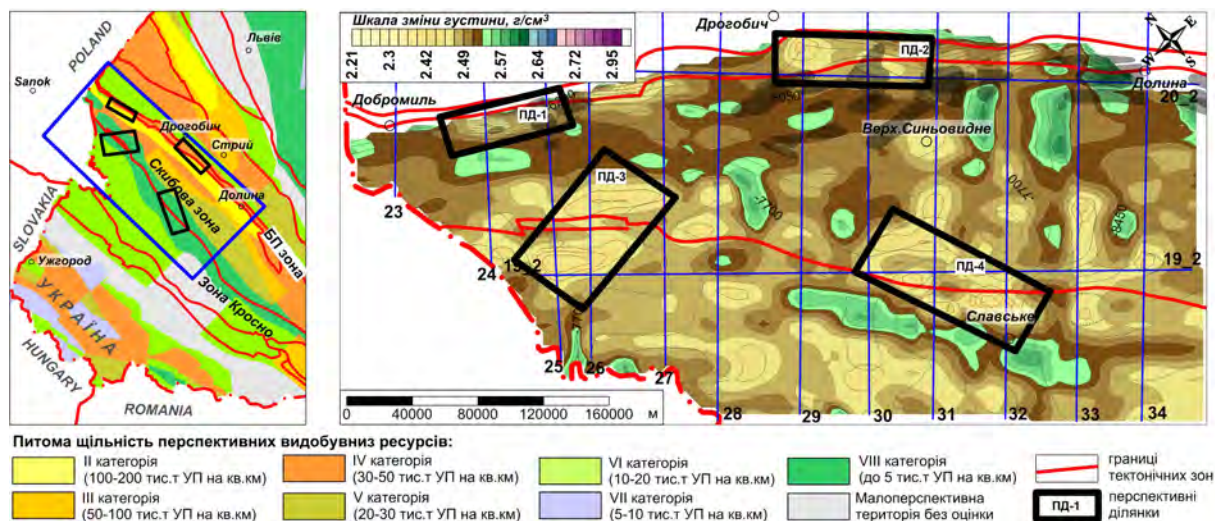 POLAND
Львів
Sanok
Дрогобич
Стрий
Скибова зона
Долина
БП зона
SLOVAKIA
Ужгород
Зона Кросно
УКРАЇНА
HUNGARY
ROMANIA
Шкала зміни густини, г/см³
2.21 2.3 2.42 2.49 2.57 2.64 2.72 2.95
Дрогобич
N E
W S
ПД-2
Долина
20_2
Добромиль
ПД-1
Верх.Синьовидне
ПД-3
-7700
-7700
-8450
23
24 19_2
19_2
ПД-4
Славське
25 26 27 28 29 30 31 32 33 34
0 40000 80000 120000 160000 м
Питома щільність перспективних видобувниз ресурсів:
II категорія
(100-200 тис.т УП на кв.км)
III категорія
(50-100 тис.т УП на кв.км)
IV категорія
(30-50 тис.т УП на кв.км)
V категорія
(20-30 тис.т УП на кв.км)
VI категорія
(10-20 тис.т УП на кв.км)
VII категорія
(5-10 тис.т УП на кв.км)
VIII категорія
(до 5 тис.т УП на кв.км)
Малоперспективна
територія без оцінки
границі
тектонічних зон
ПД-1
перспективні
ділянки